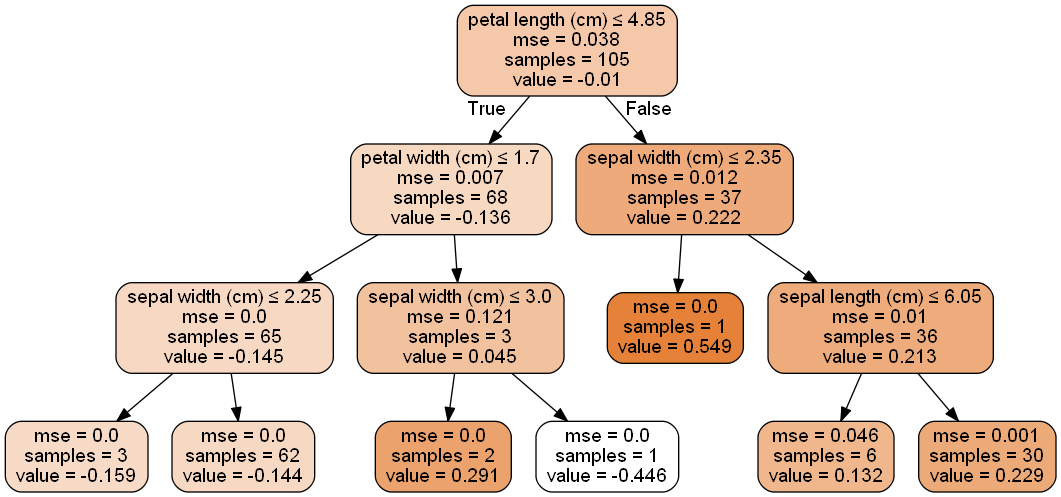 petal length (cm) ≤ 4.85
mse = 0.038
samples = 105
value = -0.01
True
False
petal width (cm) ≤ 1.7
mse = 0.007
samples = 68
value = -0.136
sepal width (cm) ≤ 2.35
mse = 0.012
samples = 37
value = 0.222
sepal width (cm) ≤ 2.25
mse = 0.0
samples = 65
value = -0.145
sepal width (cm) ≤ 3.0
mse = 0.121
samples = 3
value = 0.045
mse = 0.0
samples = 1
value = 0.549
sepal length (cm) ≤ 6.05
mse = 0.01
samples = 36
value = 0.213
mse = 0.0
samples = 3
value = -0.159
mse = 0.0
samples = 62
value = -0.144
mse = 0.0
samples = 2
value = 0.291
mse = 0.0
samples = 1
value = -0.446
mse = 0.046
samples = 6
value = 0.132
mse = 0.001
samples = 30
value = 0.229